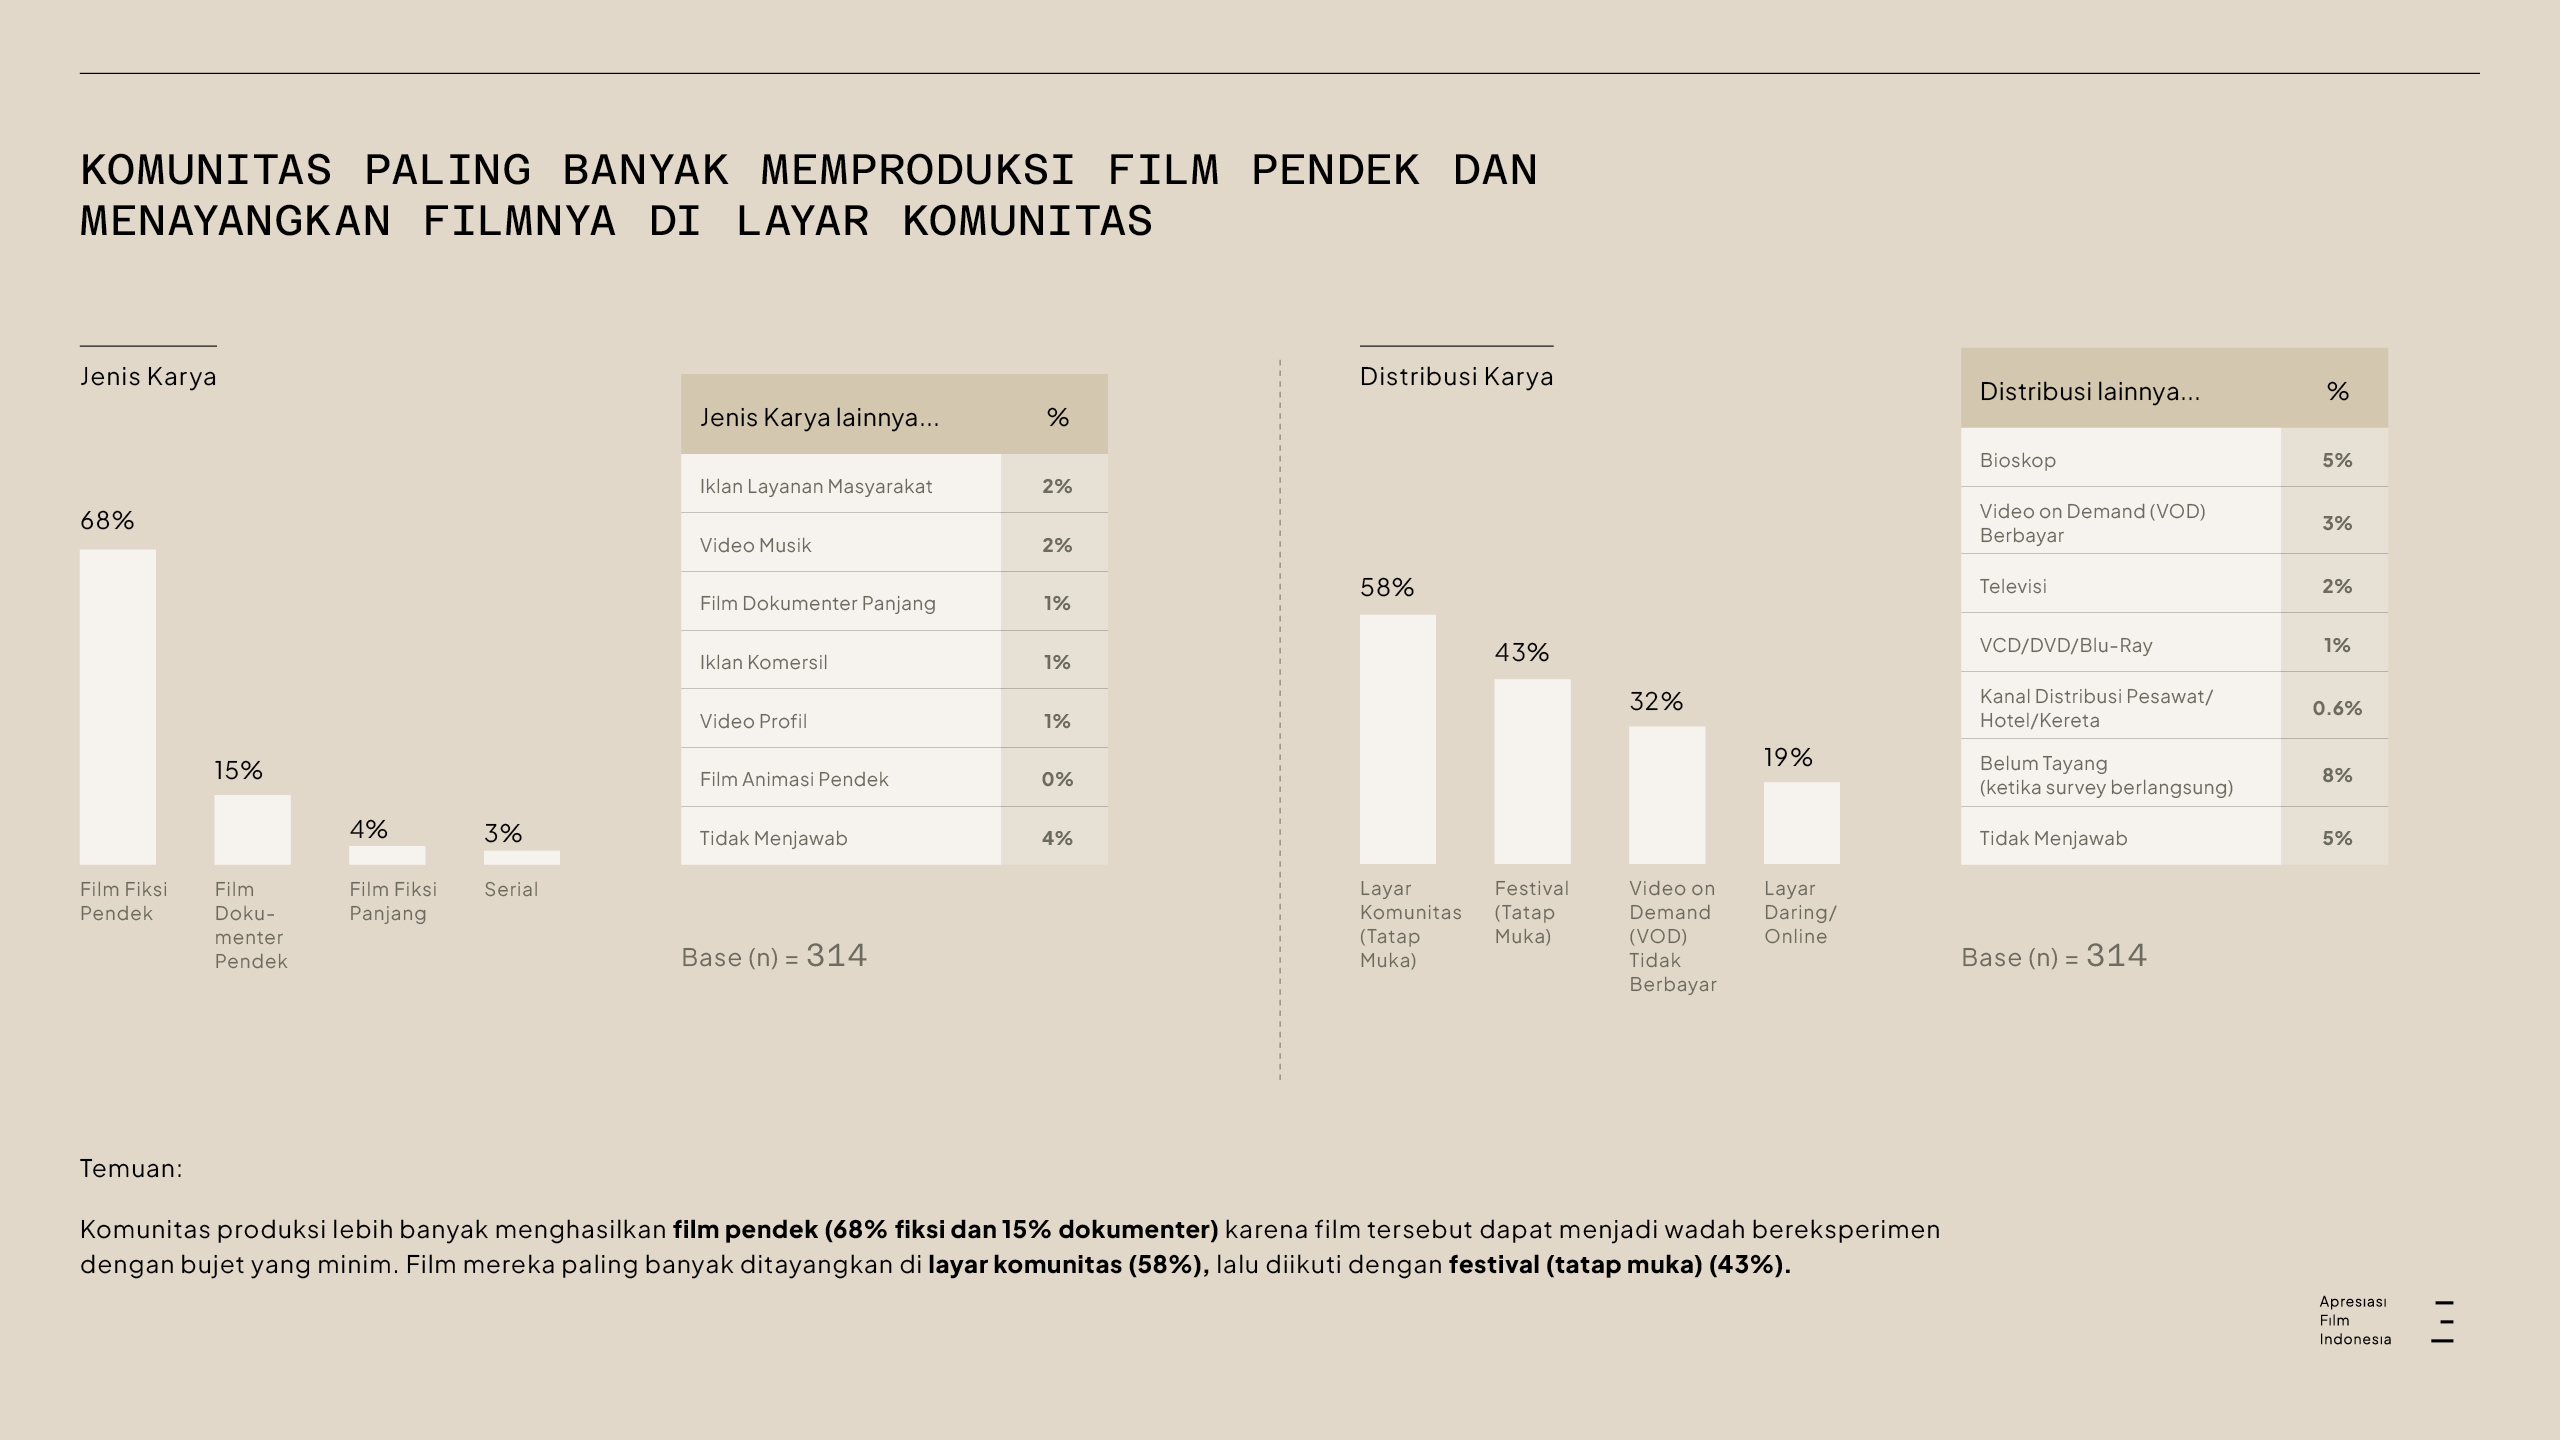 KOMUNITAS PALING BANYAK MEMPRODUKSI FILM PENDEK DAN
MENAYANGKAN FILMNYA DI LAYAR KOMUNITAS
Jenis Karya
68%
15%
4%
3%
Film Fiksi
Pendek
Film
Doku-
menter
Pendek
Film Fiksi
Panjang
Serial
Jenis Karya lainnya... %
Iklan Layanan Masyarakat 2%
Video Musik 2%
Film Dokumenter Panjang 1%
Iklan Komersil 1%
Video Profil 1%
Film Animasi Pendek 0%
Tidak Menjawab 4%
Base (n) = 314
Distribusi Karya
58%
43%
32%
19%
Layar
Komunitas
(Tatap
Muka)
Festival
(Tatap
Muka)
Video on
Demand
(VOD)
Tidak
Berbayar
Layar
Daring/
Online
Distribusi lainnya... %
Bioskop 5%
Video on Demand (VOD)
Berbayar 3%
Televisi 2%
VCD/DVD/Blu-Ray 1%
Kanal Distribusi Pesawat/
Hotel/Kereta 0.6%
Belum Tayang
(ketika survey berlangsung) 8%
Tidak Menjawab 5%
Base (n) = 314
Temuan:
Komunitas produksi lebih banyak menghasilkan film pendek (68% fiksi dan 15% dokumenter) karena film tersebut dapat menjadi wadah bereksperimen
dengan bujet yang minim. Film mereka paling banyak ditayangkan di layar komunitas (58%), lalu diikuti dengan festival (tatap muka) (43%).
Apresiasi
Film
Indonesia